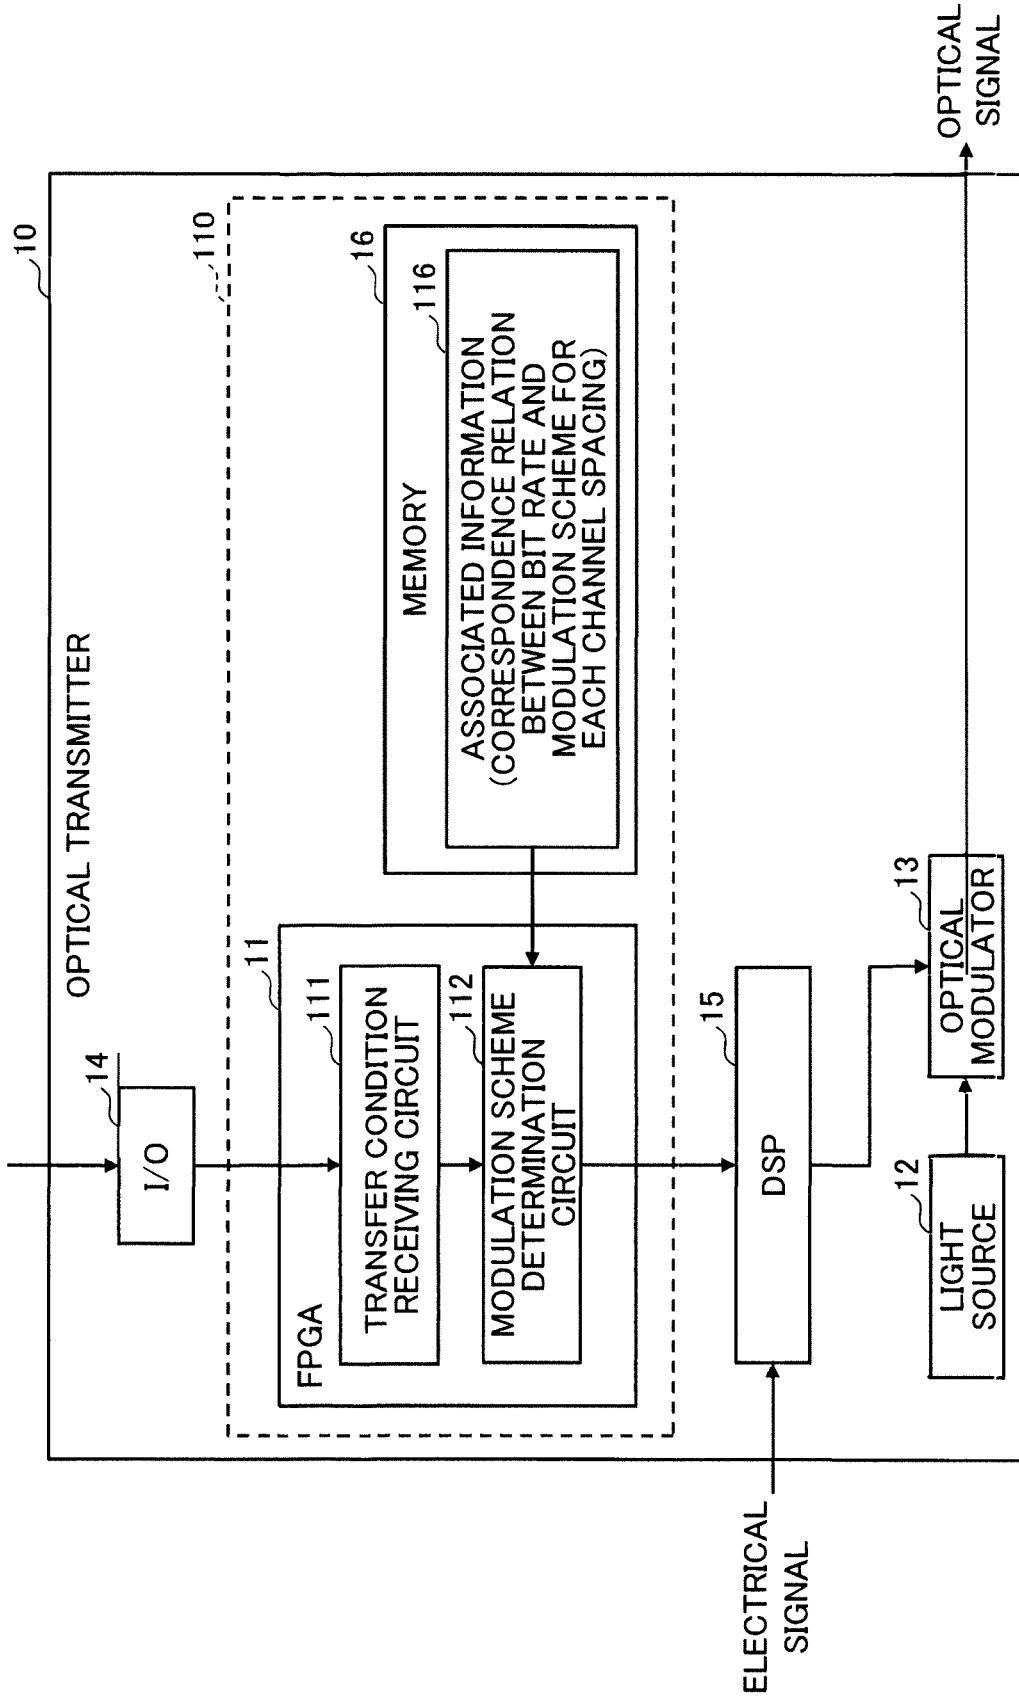 10
OPTICAL TRANSMITTER
14
I/O
110
11
FPGA
111
TRANSFER CONDITION
RECEIVING CIRCUIT
112
MODULATION SCHEME
DETERMINATION
CIRCUIT
16
MEMORY
116
ASSOCIATED INFORMATION
(CORRESPONDENCE RELATION
BETWEEN BIT RATE AND
MODULATION SCHEME FOR
EACH CHANNEL SPACING)
ELECTRICAL
SIGNAL
15
DSP
12
LIGHT
SOURCE
13
OPTICAL
MODULATOR
OPTICAL
SIGNAL